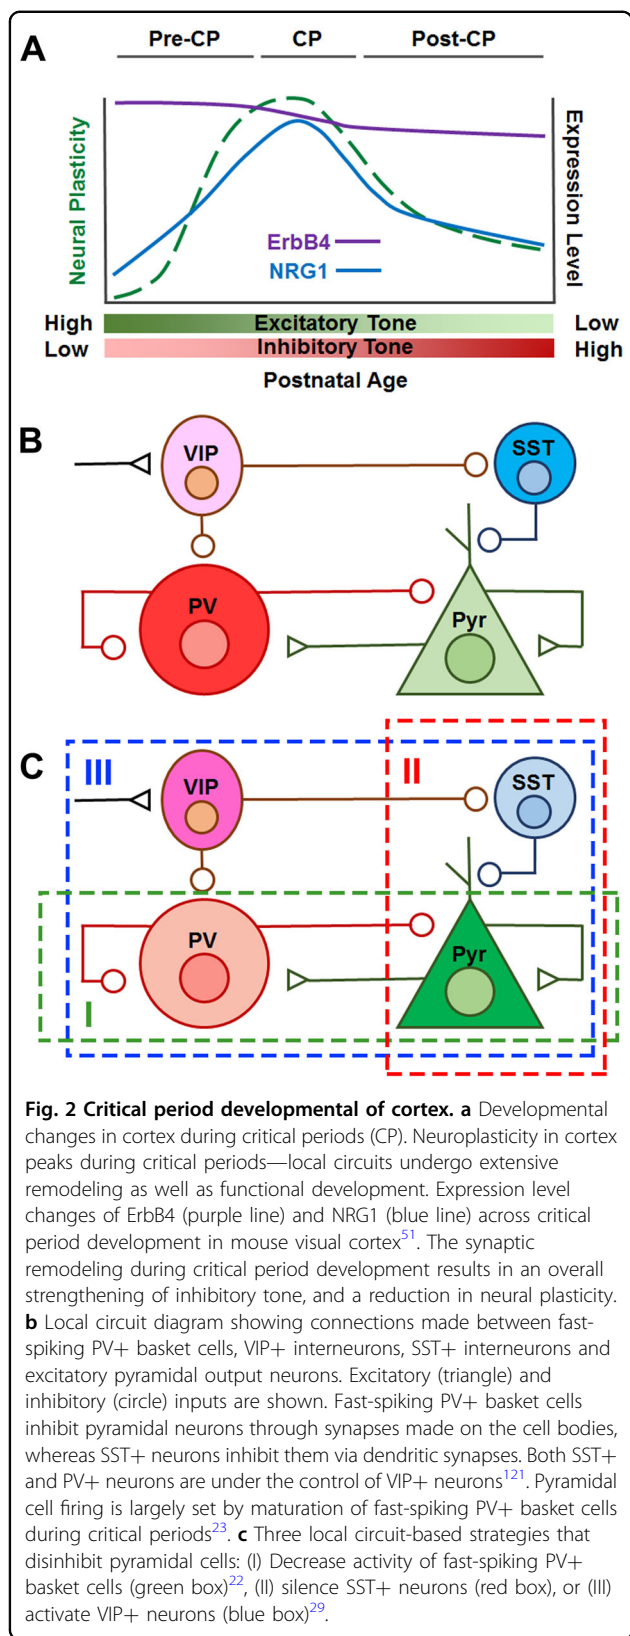 A
Pre-CP CP Post-CP
Neural Plasticity
Expression Level
ErbB4
NRG1
High Excitatory Tone Low
Low Inhibitory Tone High
Postnatal Age
B
VIP SST
PV Pyr
C
III II
VIP SST
PV Pyr
I
Fig. 2 Critical period developmental of cortex. a Developmental
changes in cortex during critical periods (CP). Neuroplasticity in cortex
peaks during critical periods—local circuits undergo extensive
remodeling as well as functional development. Expression level
changes of ErbB4 (purple line) and NRG1 (blue line) across critical
period development in mouse visual cortex51. The synaptic
remodeling during critical period development results in an overall
strengthening of inhibitory tone, and a reduction in neural plasticity.
b Local circuit diagram showing connections made between fast-
spiking PV+ basket cells, VIP+ interneurons, SST+ interneurons and
excitatory pyramidal output neurons. Excitatory (triangle) and
inhibitory (circle) inputs are shown. Fast-spiking PV+ basket cells
inhibit pyramidal neurons through synapses made on the cell bodies,
whereas SST+ neurons inhibit them via dendritic synapses. Both SST+
and PV+ neurons are under the control of VIP+ neurons121. Pyramidal
cell firing is largely set by maturation of fast-spiking PV+ basket cells
during critical periods23. c Three local circuit-based strategies that
disinhibit pyramidal cells: (I) Decrease activity of fast-spiking PV+
basket cells (green box)22, (II) silence SST+ neurons (red box), or (III)
activate VIP+ neurons (blue box)29.